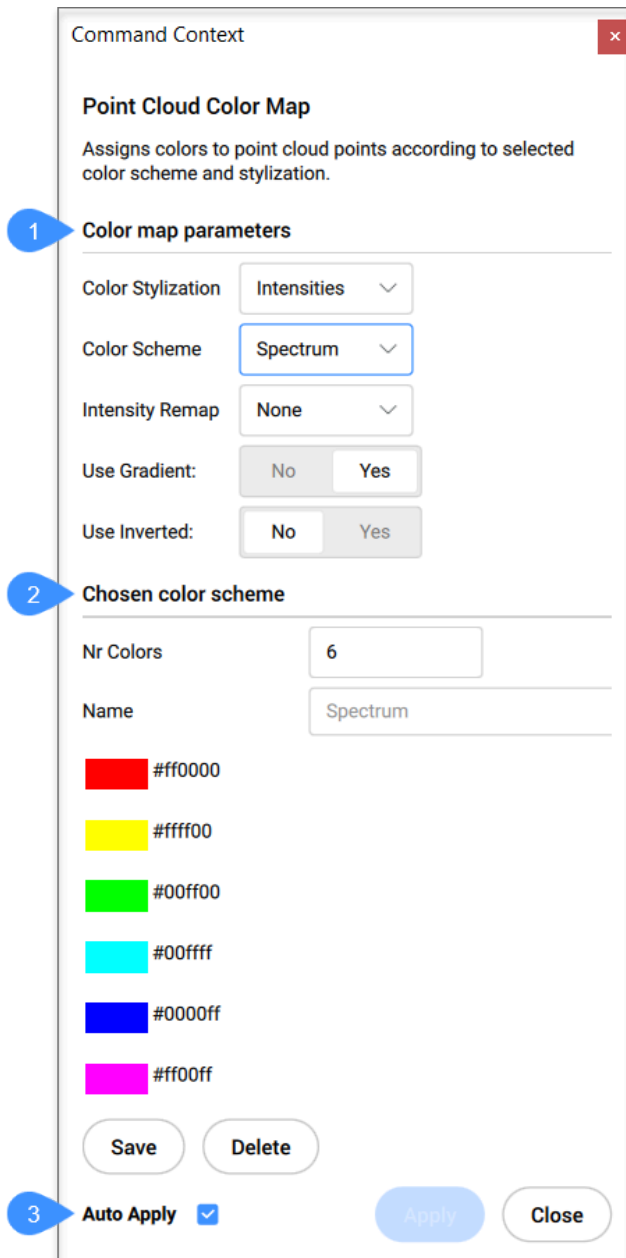 Command Context
×
Point Cloud Color Map
Assigns colors to point cloud points according to selected
color scheme and stylization.
1 Color map parameters
Color Stylization Intensities
Color Scheme Spectrum
Intensity Remap None
Use Gradient: No Yes
Use Inverted: No Yes
2 Chosen color scheme
Nr Colors 6
Name Spectrum
#ff0000
#ffff00
#00ff00
#00ffff
#0000ff
#ff00ff
Save Delete
3 Auto Apply Apply Close